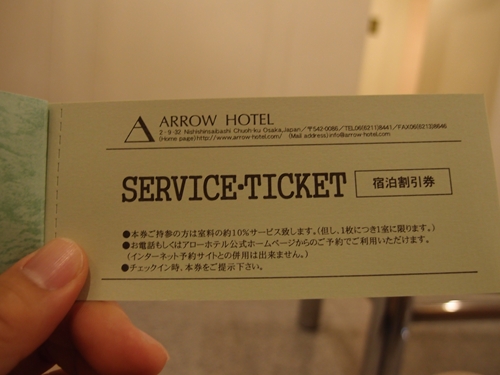 ARROW HOTEL
2-9-32 Nishishinsaibashi Chuoh-ku Osaka,Japan／〒542-0086／TEL06(6211)8441／FAX06(6213)8646
(Home page)http://www.arrow-hotel.com/ (Mail address)info@arrow-hotel.com
SERVICE・TICKET 宿泊割引券
●本券ご持参の方は室料の約10%サービス致します。(但し、1枚につき1室に限ります。)
●お電話もしくはアローホテル公式ホームページからのご予約でご利用いただけます。
(インターネット予約サイトとの併用は出来ません。)
●チェックイン時、本券をご提示下さい。